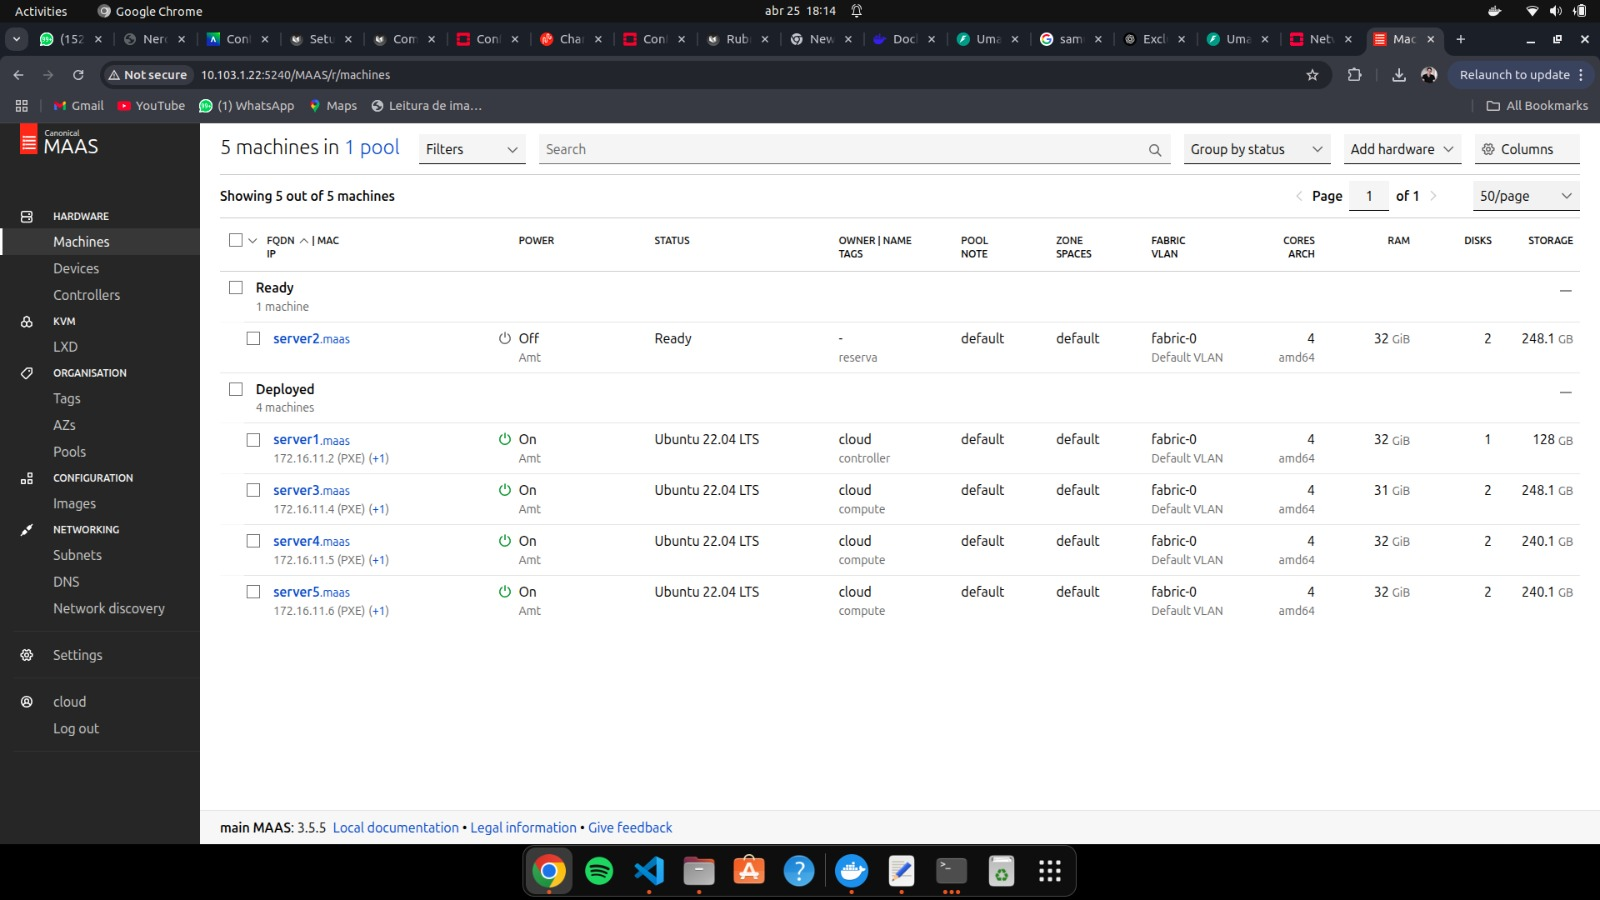 Activities Google Chrome abr 25 18:14
(152 Nerc Con Setu Com Con Cha Con Rub New Doc Uma sam Excl Uma Netv Mac
Not secure 10.103.1.22:5240/MAAS/r/machines Relaunch to update
Gmail YouTube (1) WhatsApp Maps Leitura de ima… All Bookmarks
Canonical
MAAS
HARDWARE
Machines
Devices
Controllers
KVM
LXD
ORGANISATION
Tags
AZs
Pools
CONFIGURATION
Images
NETWORKING
Subnets
DNS
Network discovery
Settings
cloud
Log out
5 machines in 1 pool Filters Search Group by status Add hardware Columns
Showing 5 out of 5 machines Page 1 of 1 50/page
FQDN | MAC POWER STATUS OWNER | NAME POOL ZONE FABRIC CORES RAM DISKS STORAGE
IP TAGS NOTE SPACES VLAN ARCH
Ready
1 machine
server2.maas Off Ready - default default fabric-0 4 32 GiB 2 248.1 GB
Amt reserva Default VLAN amd64
Deployed
4 machines
server1.maas On Ubuntu 22.04 LTS cloud default default fabric-0 4 32 GiB 1 128 GB
172.16.11.2 (PXE) (+1) Amt controller Default VLAN amd64
server3.maas On Ubuntu 22.04 LTS cloud default default fabric-0 4 31 GiB 2 248.1 GB
172.16.11.4 (PXE) (+1) Amt compute Default VLAN amd64
server4.maas On Ubuntu 22.04 LTS cloud default default fabric-0 4 32 GiB 2 240.1 GB
172.16.11.5 (PXE) (+1) Amt compute Default VLAN amd64
server5.maas On Ubuntu 22.04 LTS cloud default default fabric-0 4 32 GiB 2 240.1 GB
172.16.11.6 (PXE) (+1) Amt compute Default VLAN amd64
main MAAS: 3.5.5 Local documentation • Legal information • Give feedback